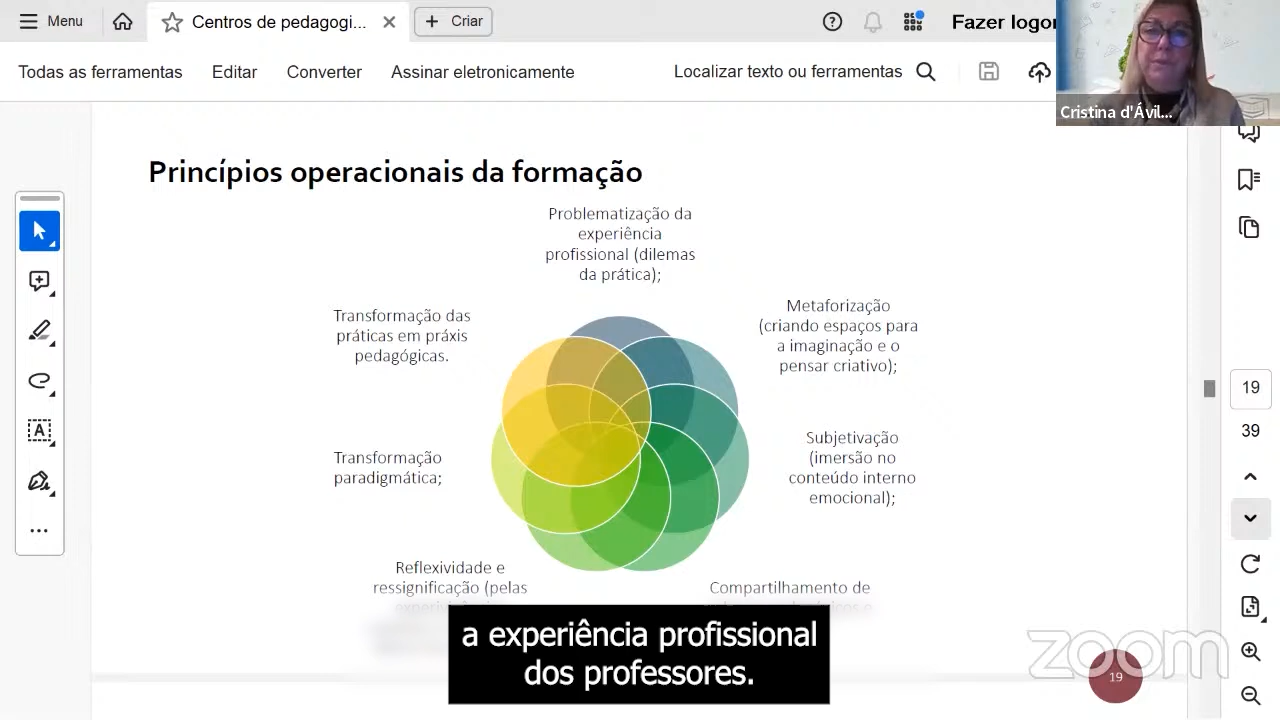 Menu
Centros de pedagogi...
Criar
Fazer logon
Todas as ferramentas
Editar
Converter
Assinar eletronicamente
Localizar texto ou ferramentas
Cristina d'Ávil...
Princípios operacionais da formação
Problematização da
experiência
profissional (dilemas
da prática);
Metaforização
(criando espaços para
a imaginação e o
pensar criativo);
Subjetivação
(imersão no
conteúdo interno
emocional);
Compartilhamento de
Reflexividade e
ressignificação (pelas
Transformação
paradigmática;
Transformação das
práticas em práxis
pedagógicas.
19
39
a experiência profissional
dos professores.
zoom
19